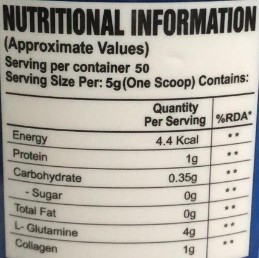 NUTRITIONAL INFORMATION
(Approximate Values)
Serving per container 50
Serving Size Per: 5g(One Scoop) Contains:
Quantity Per Serving %RDA*
Energy 4.4 Kcal **
Protein 1g **
Carbohydrate 0.35g **
- Sugar 0g **
Total Fat 0g **
L- Glutamine 4g **
Collagen 1g **